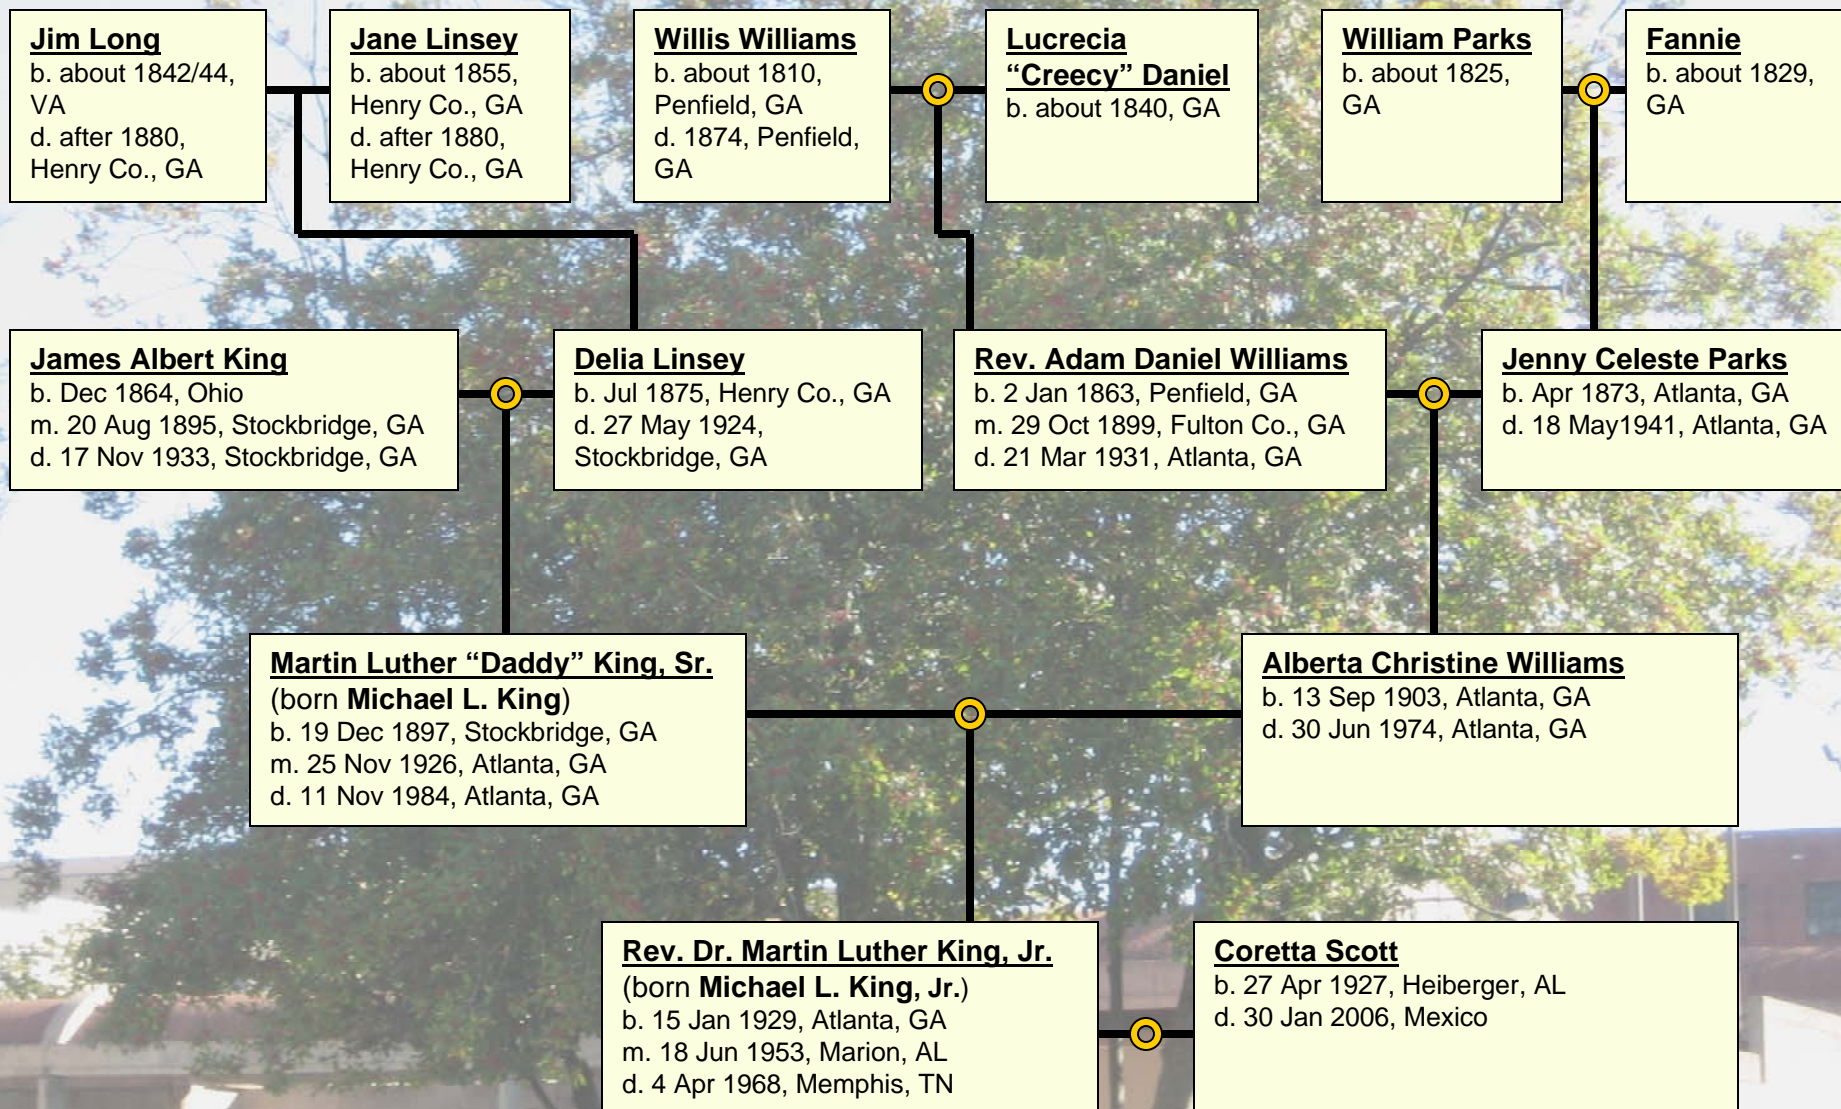 Jim Long
b. about 1842/44,
VA
d. after 1880,
Henry Co., GA
Jane Linsey
b. about 1855,
Henry Co., GA
d. after 1880,
Henry Co., GA
Willis Williams
b. about 1810,
Penfield, GA
d. 1874, Penfield,
GA
Lucrecia
“Creecy” Daniel
b. about 1840, GA
William Parks
b. about 1825,
GA
Fannie
b. about 1829,
GA
James Albert King
b. Dec 1864, Ohio
m. 20 Aug 1895, Stockbridge, GA
d. 17 Nov 1933, Stockbridge, GA
Delia Linsey
b. Jul 1875, Henry Co., GA
d. 27 May 1924,
Stockbridge, GA
Rev. Adam Daniel Williams
b. 2 Jan 1863, Penfield, GA
m. 29 Oct 1899, Fulton Co., GA
d. 21 Mar 1931, Atlanta, GA
Jenny Celeste Parks
b. Apr 1873, Atlanta, GA
d. 18 May1941, Atlanta, GA
Martin Luther “Daddy” King, Sr.
(born Michael L. King)
b. 19 Dec 1897, Stockbridge, GA
m. 25 Nov 1926, Atlanta, GA
d. 11 Nov 1984, Atlanta, GA
Alberta Christine Williams
b. 13 Sep 1903, Atlanta, GA
d. 30 Jun 1974, Atlanta, GA
Rev. Dr. Martin Luther King, Jr.
(born Michael L. King, Jr.)
b. 15 Jan 1929, Atlanta, GA
m. 18 Jun 1953, Marion, AL
d. 4 Apr 1968, Memphis, TN
Coretta Scott
b. 27 Apr 1927, Heiberger, AL
d. 30 Jan 2006, Mexico